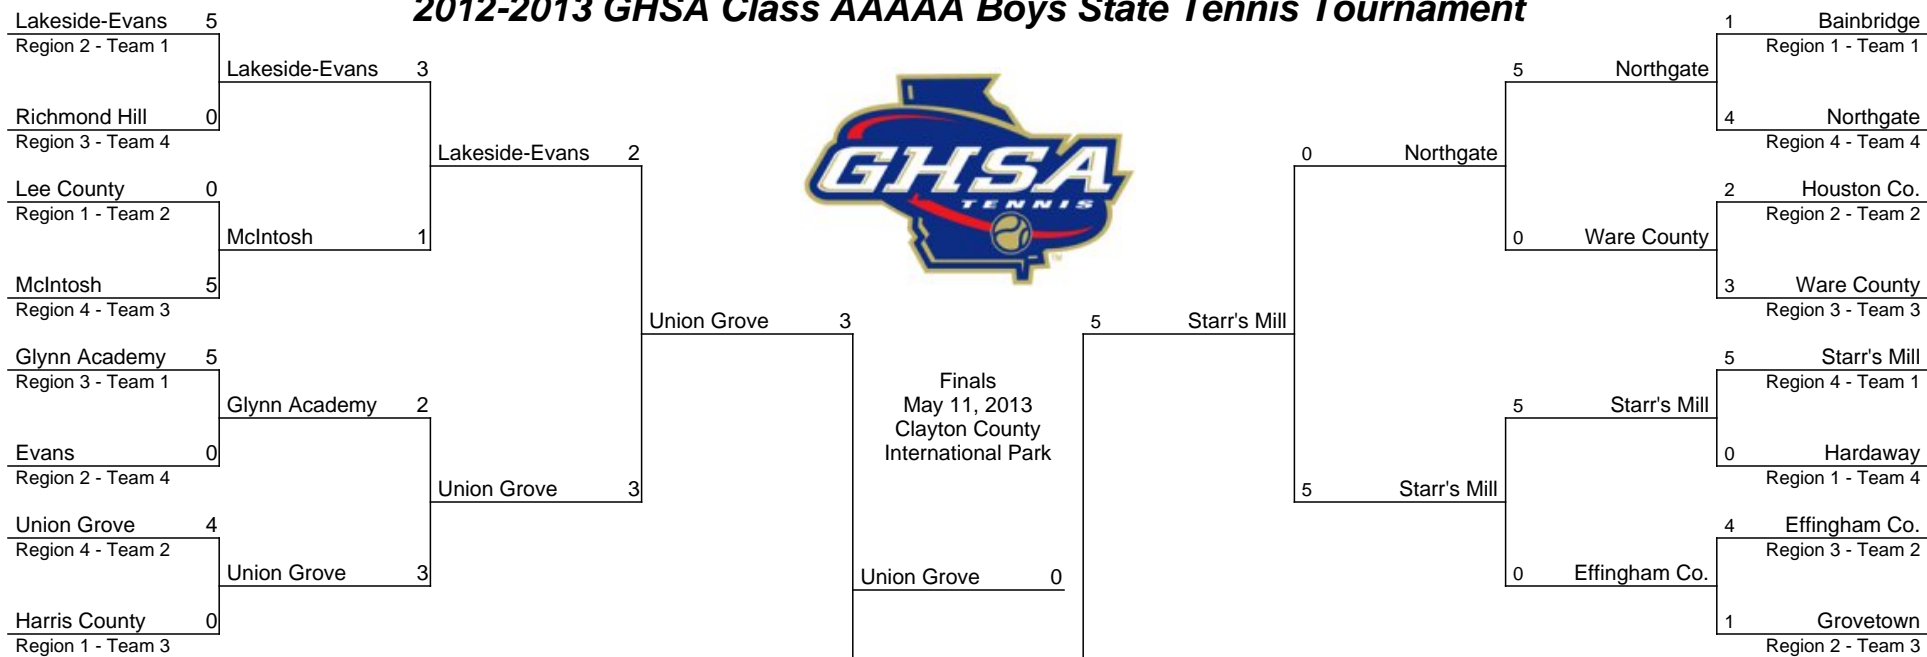 2012-2013 GHSA Class AAAAA Boys State Tennis Tournament
Lakeside-Evans 5
Region 2 - Team 1
Lakeside-Evans 3
Richmond Hill 0
Region 3 - Team 4
Lakeside-Evans 2
Lee County 0
Region 1 - Team 2
McIntosh 1
McIntosh 5
Region 4 - Team 3
Union Grove 3
Glynn Academy 5
Region 3 - Team 1
Glynn Academy 2
Evans 0
Region 2 - Team 4
Union Grove 3
Union Grove 4
Region 4 - Team 2
Union Grove 3
Harris County 0
Region 1 - Team 3
GHSA
TENNIS
TM
Finals
May 11, 2013
Clayton County
International Park
Union Grove 0
1 Bainbridge
Region 1 - Team 1
5 Northgate
4 Northgate
Region 4 - Team 4
0 Northgate
2 Houston Co.
Region 2 - Team 2
0 Ware County
3 Ware County
Region 3 - Team 3
5 Starr's Mill
5 Starr's Mill
Region 4 - Team 1
5 Starr's Mill
0 Hardaway
Region 1 - Team 4
5 Starr's Mill
4 Effingham Co.
Region 3 - Team 2
0 Effingham Co.
1 Grovetown
Region 2 - Team 3